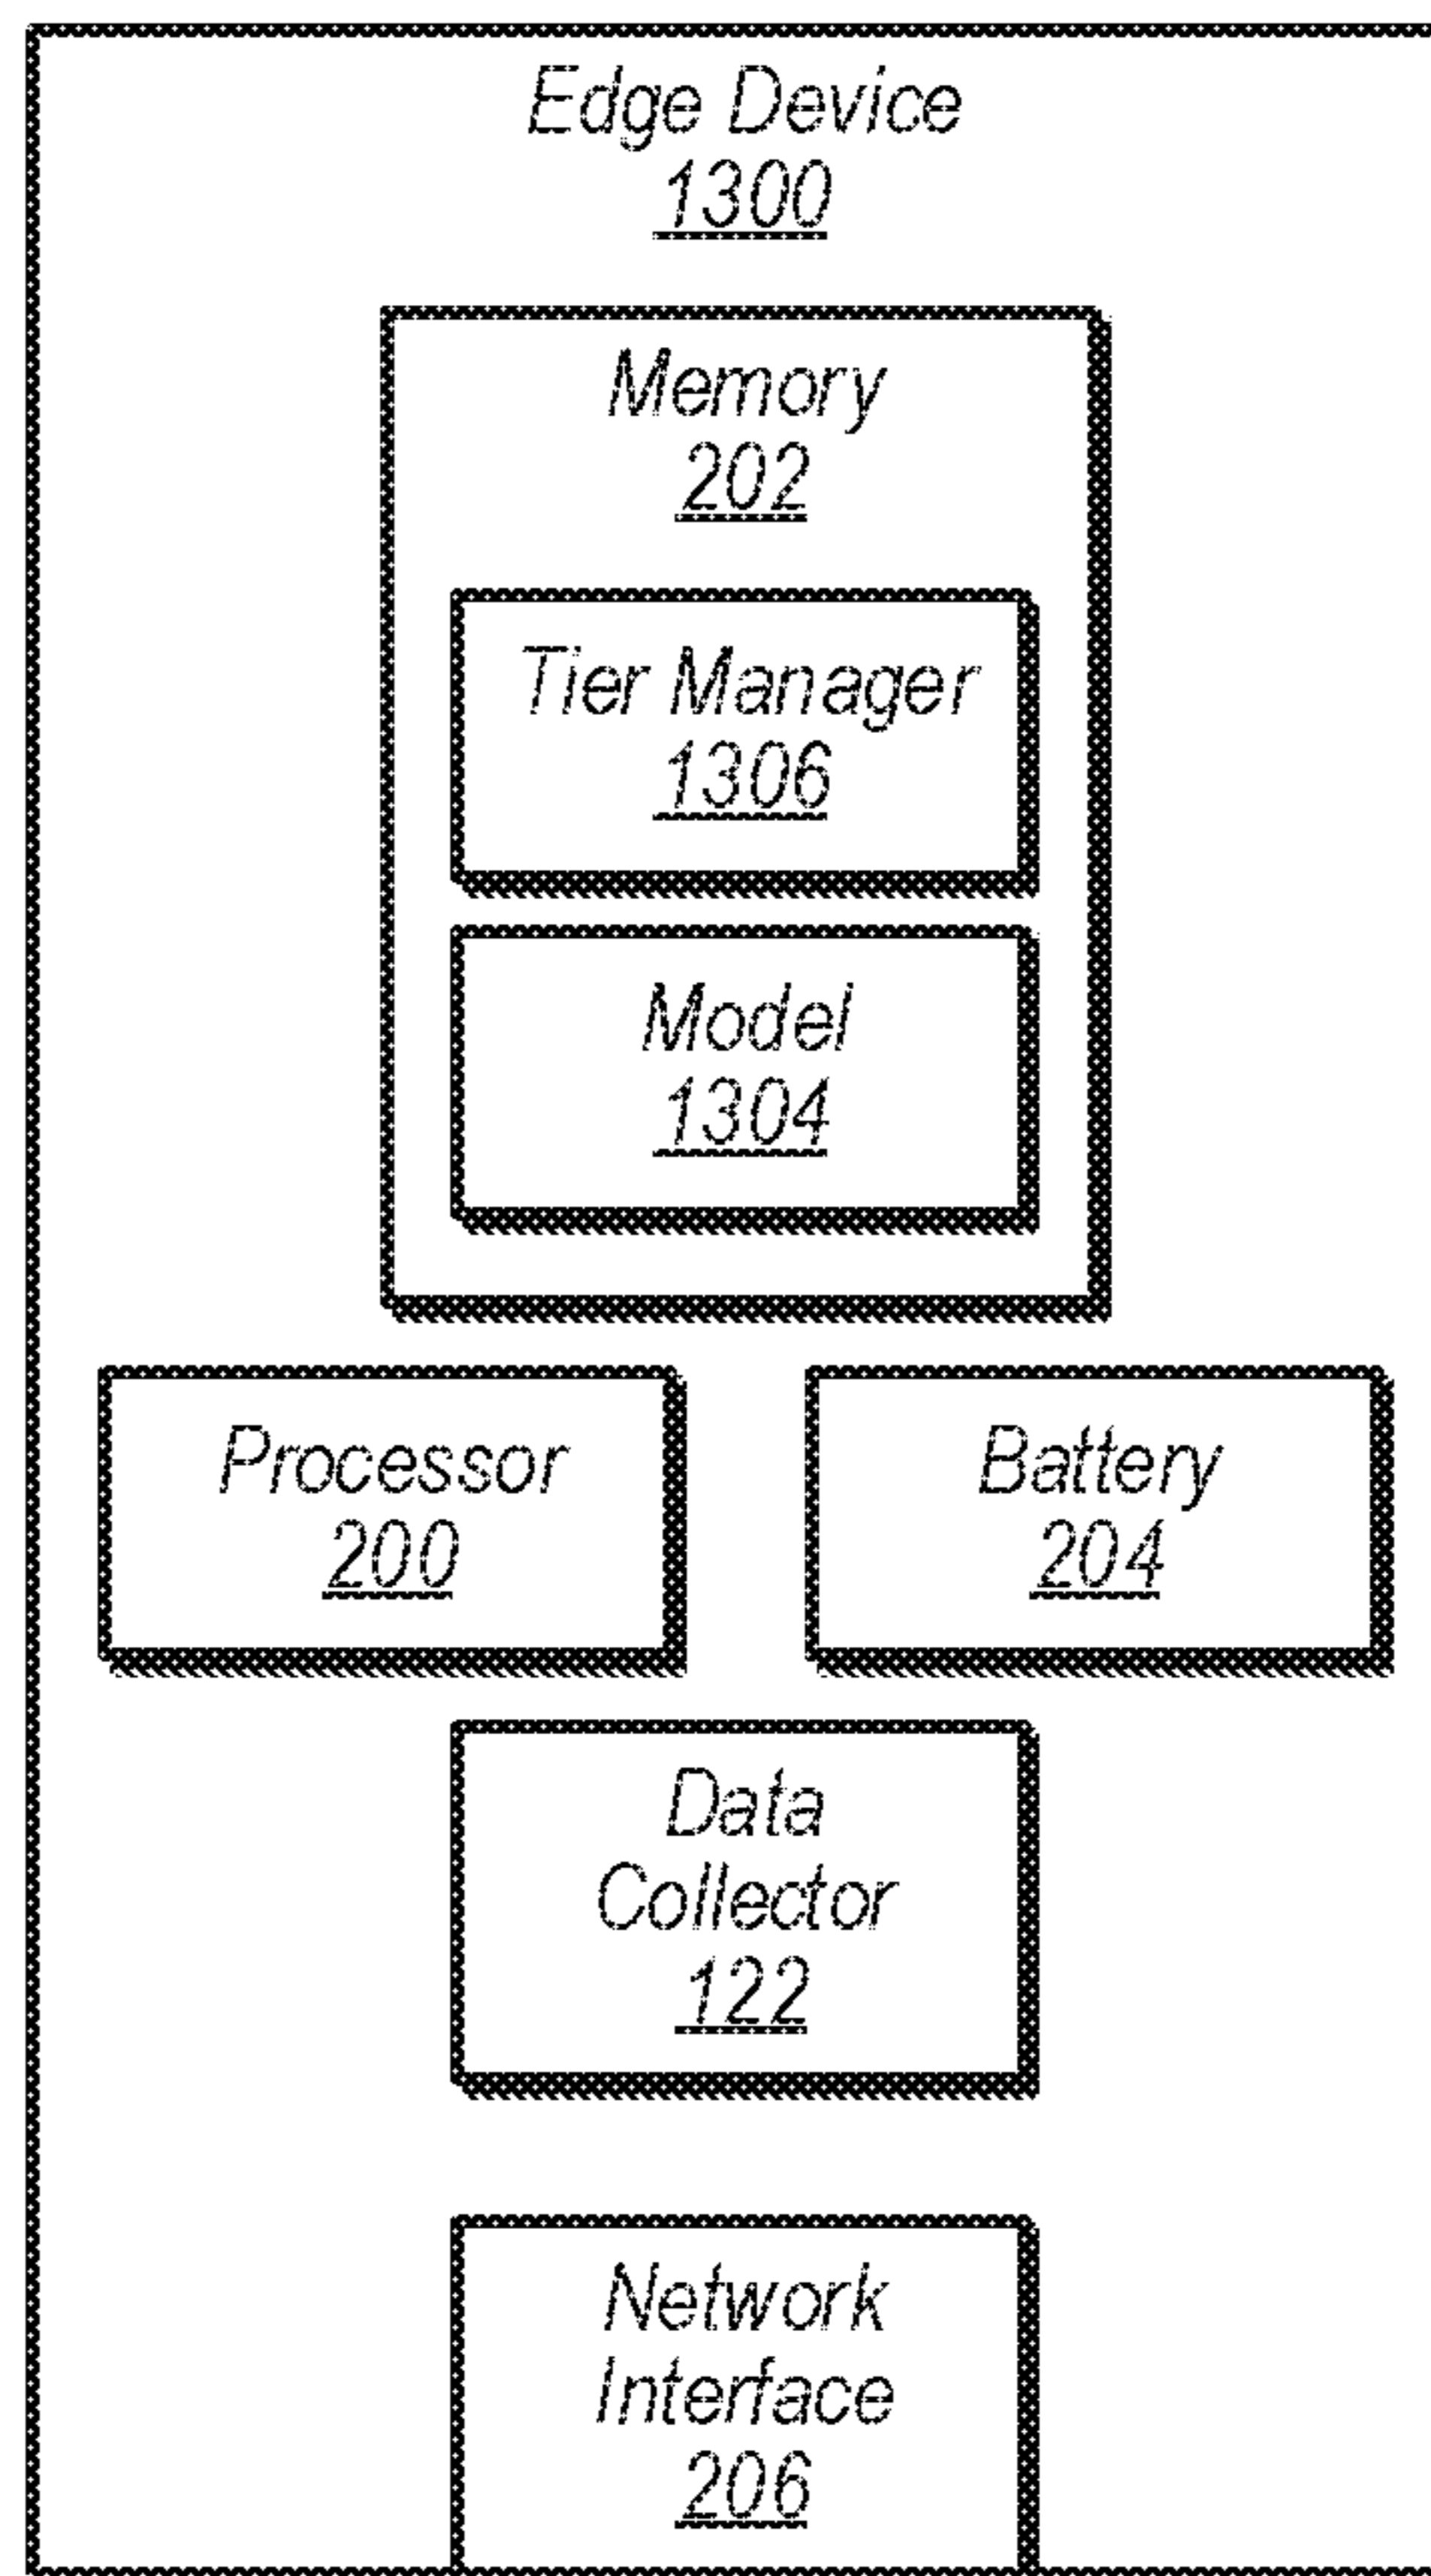 Edge Device
1300
Memory
202
Tier Manager
1306
Model
1304
Processor
200
Battery
204
Data
Collector
122
Network
Interface
206